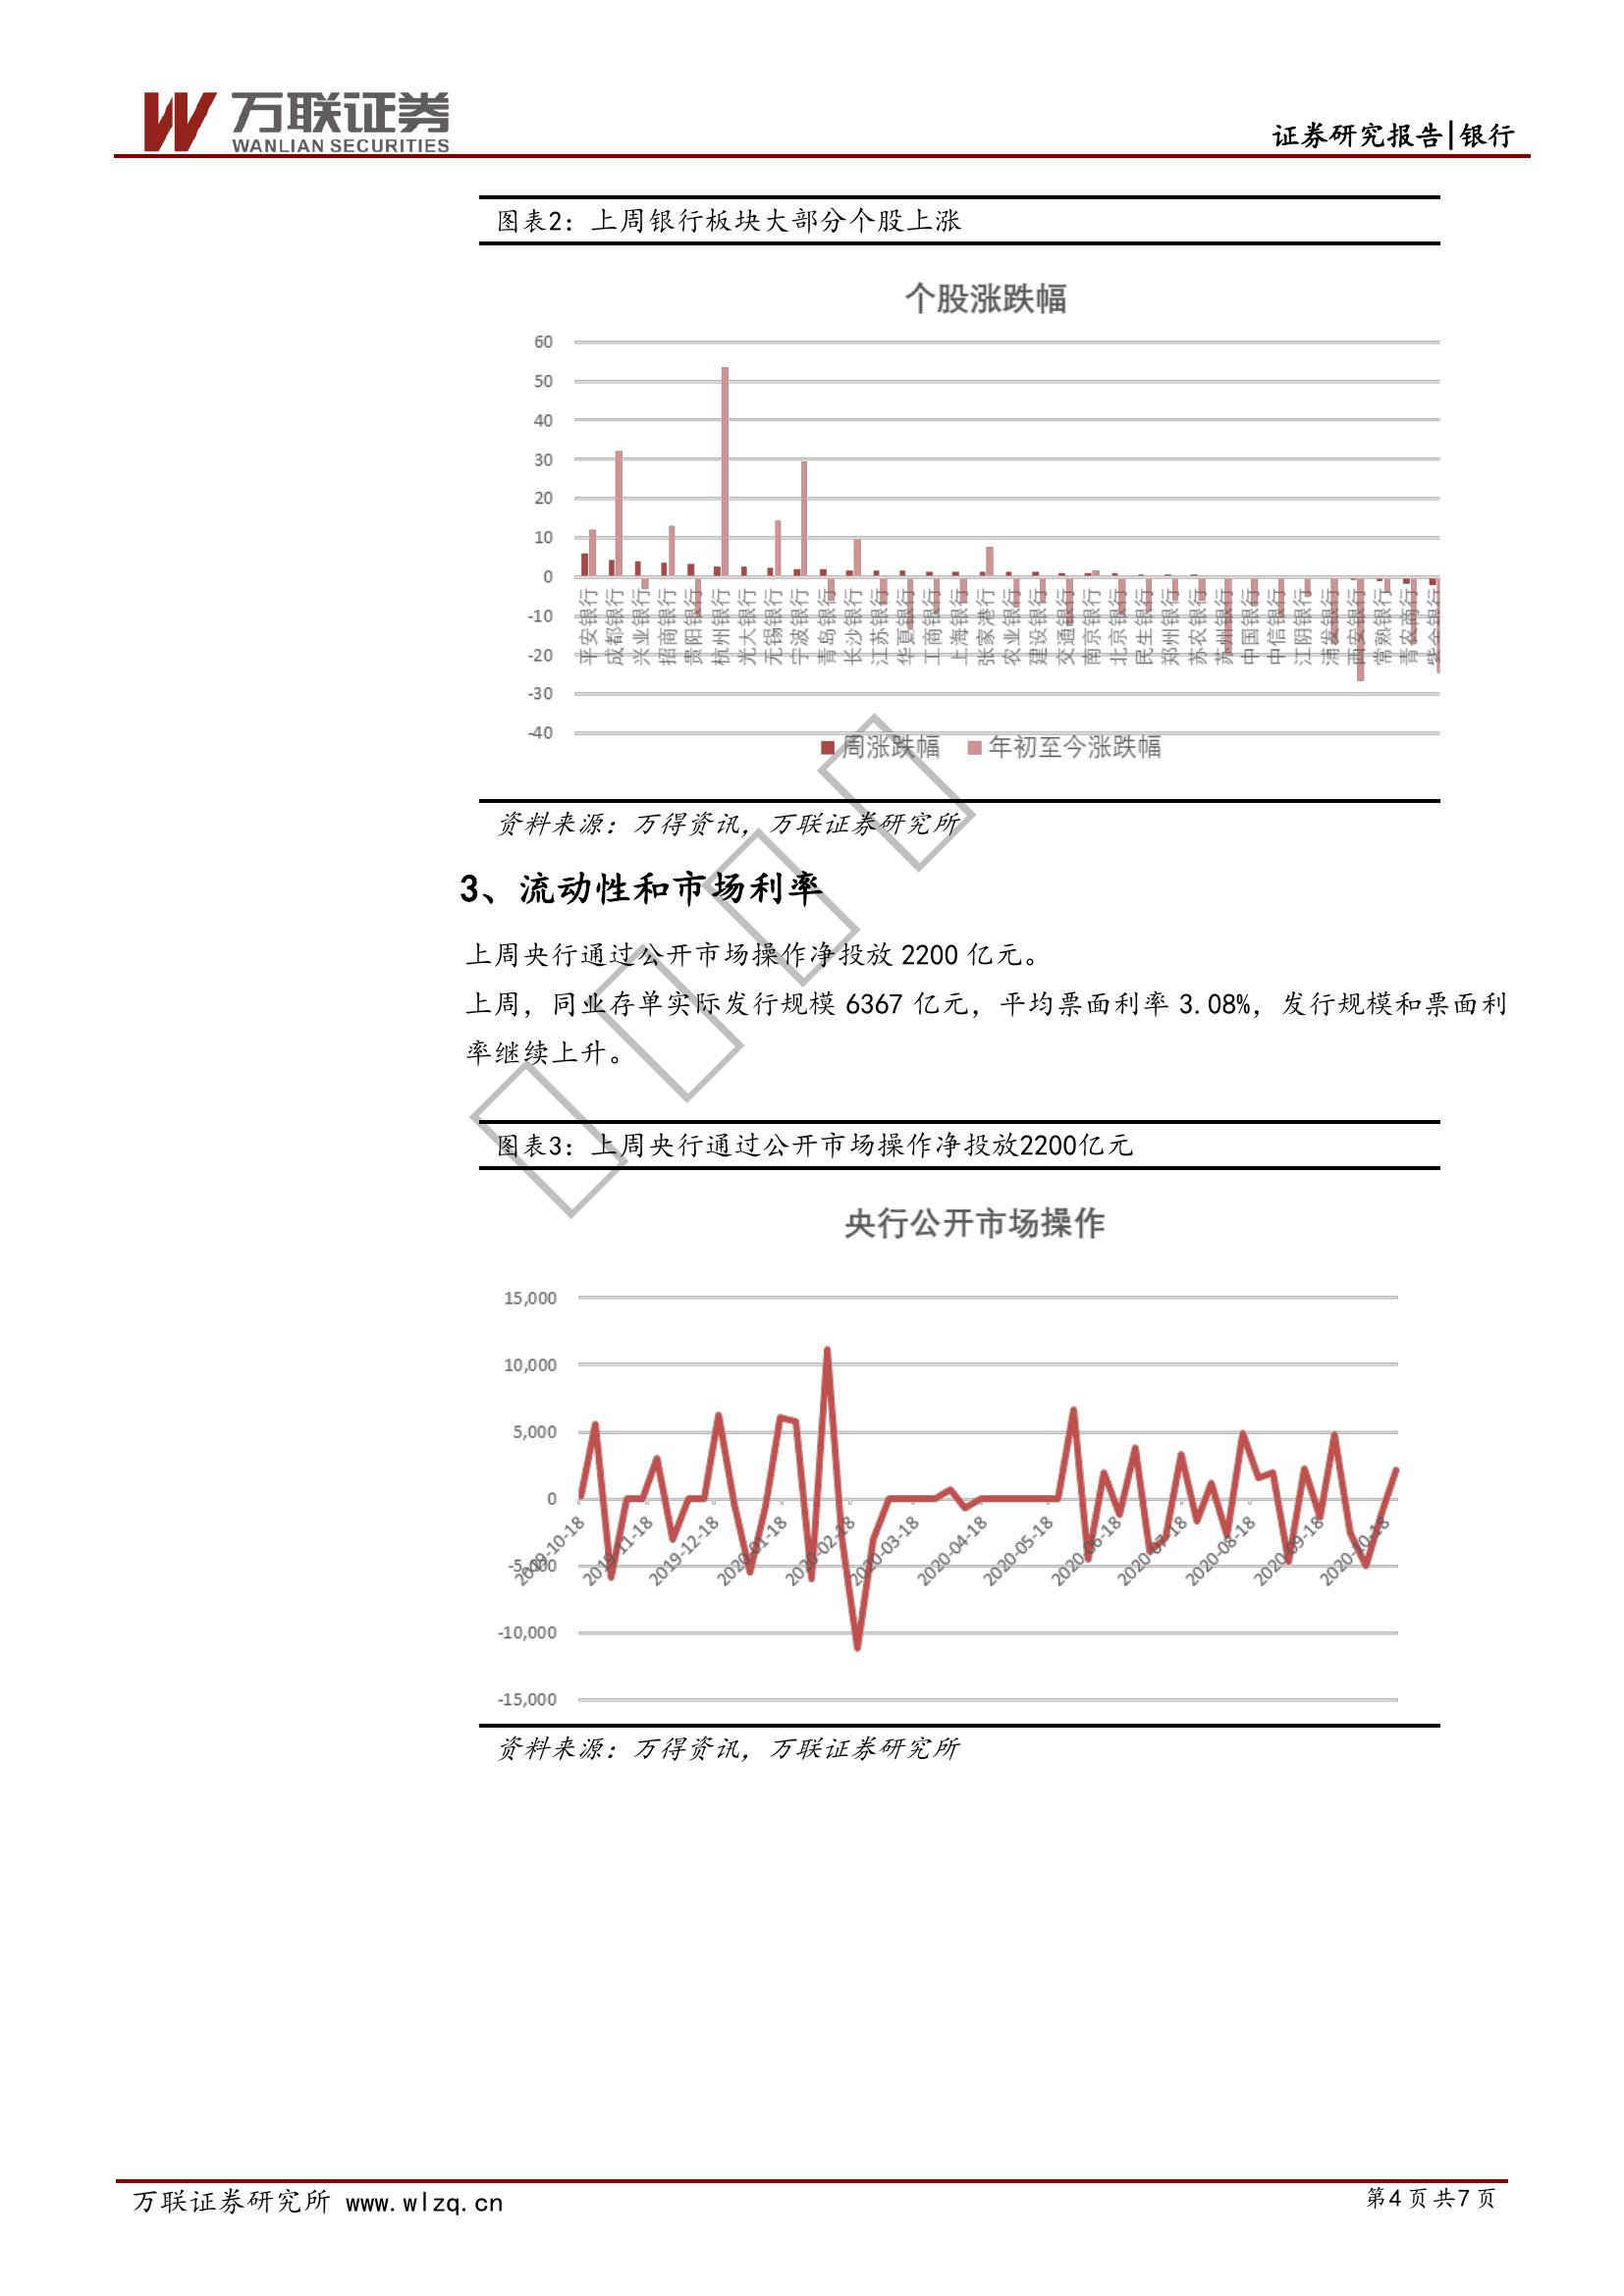 万联证券
WANLIAN SECURITIES
证券研究报告|银行
图表2：上周银行板块大部分个股上涨
个股涨跌幅
60
50
40
30
20
10
0
-10
-20
-30
-40
平安银行
成都银行
兴业银行
招商银行
贵阳银行
杭州银行
光大银行
无锡银行
宁波银行
青岛银行
长沙银行
江苏银行
华夏银行
工商银行
上海银行
张家港行
农业银行
建设银行
交通银行
南京银行
北京银行
民生银行
郑州银行
苏农银行
苏州银行
中国银行
中信银行
江阴银行
浦发银行
西安银行
常熟银行
青农商行
紫金银行
周涨跌幅 年初至今涨跌幅
资料来源：万得资讯，万联证券研究所
3、流动性和市场利率
上周央行通过公开市场操作净投放 2200 亿元。
上周，同业存单实际发行规模 6367 亿元，平均票面利率 3.08%，发行规模和票面利
率继续上升。
图表3：上周央行通过公开市场操作净投放2200亿元
央行公开市场操作
15,000
10,000
5,000
0
-5,000
-10,000
-15,000
2019-10-18
2019-11-18
2019-12-18
2020-01-18
2020-02-18
2020-03-18
2020-04-18
2020-05-18
2020-06-18
2020-07-18
2020-08-18
2020-09-18
2020-10-18
资料来源：万得资讯，万联证券研究所
万联证券研究所 www.wlzq.cn
第4页共7页